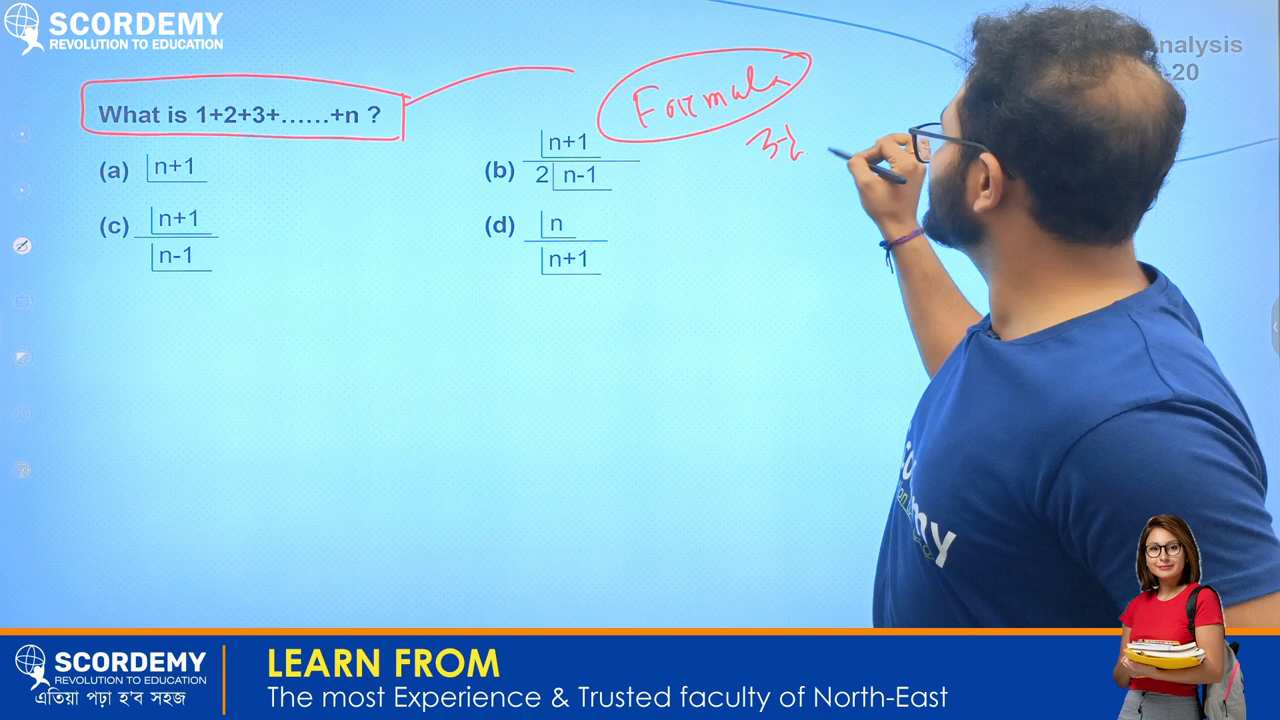 SCORDEMY
REVOLUTION TO EDUCATION
nalysis
-20
What is 1+2+3+......+n ?
Formula
(a) n+1
(b) n+1
2 n-1
(c) n+1
n-1
(d) n
n+1
SCORDEMY
REVOLUTION TO EDUCATION
এতিয়া পঢ়া হ'ব সহজ
LEARN FROM
The most Experience & Trusted faculty of North-East